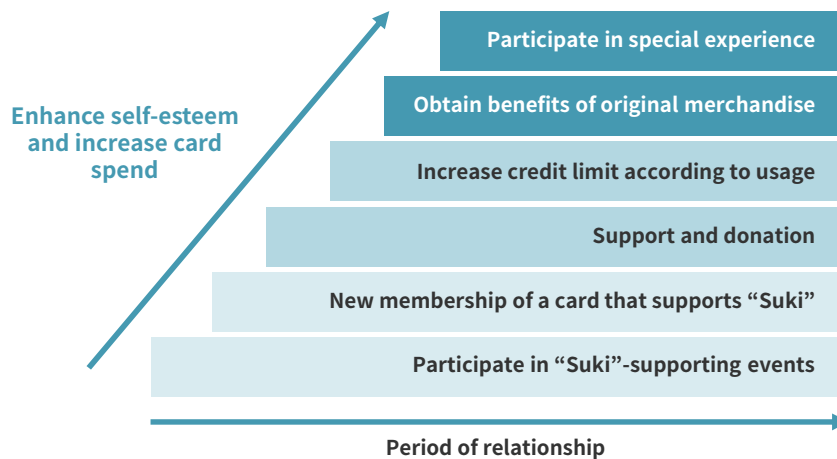 Participate in special experience
Obtain benefits of original merchandise
Enhance self-esteem
and increase card
spend
Increase credit limit according to usage
Support and donation
New membership of a card that supports “Suki”
Participate in “Suki”-supporting events
Period of relationship